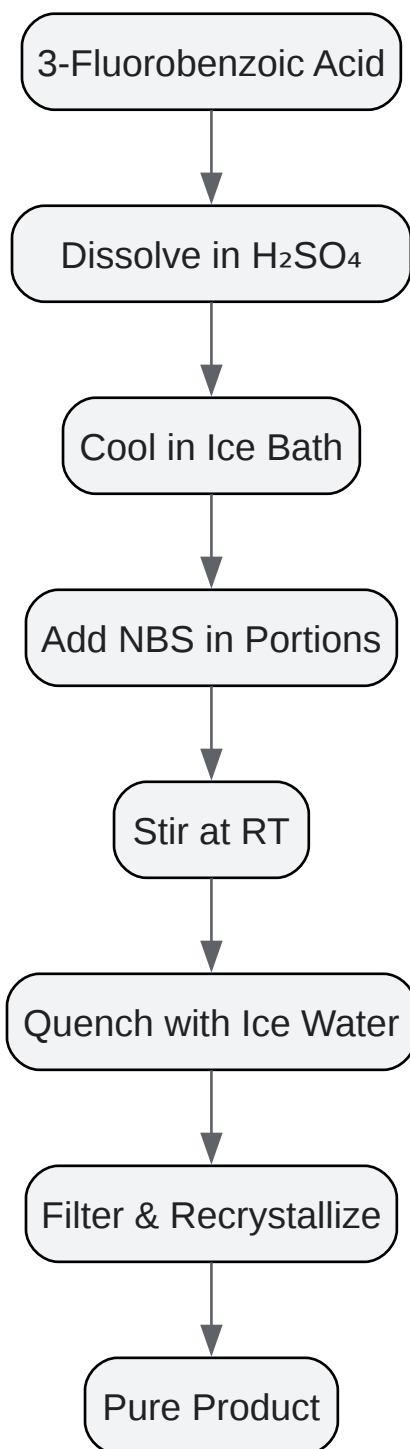 3-Fluorobenzoic Acid
Dissolve in H₂SO₄
Cool in Ice Bath
Add NBS in Portions
Stir at RT
Quench with Ice Water
Filter & Recrystallize
Pure Product